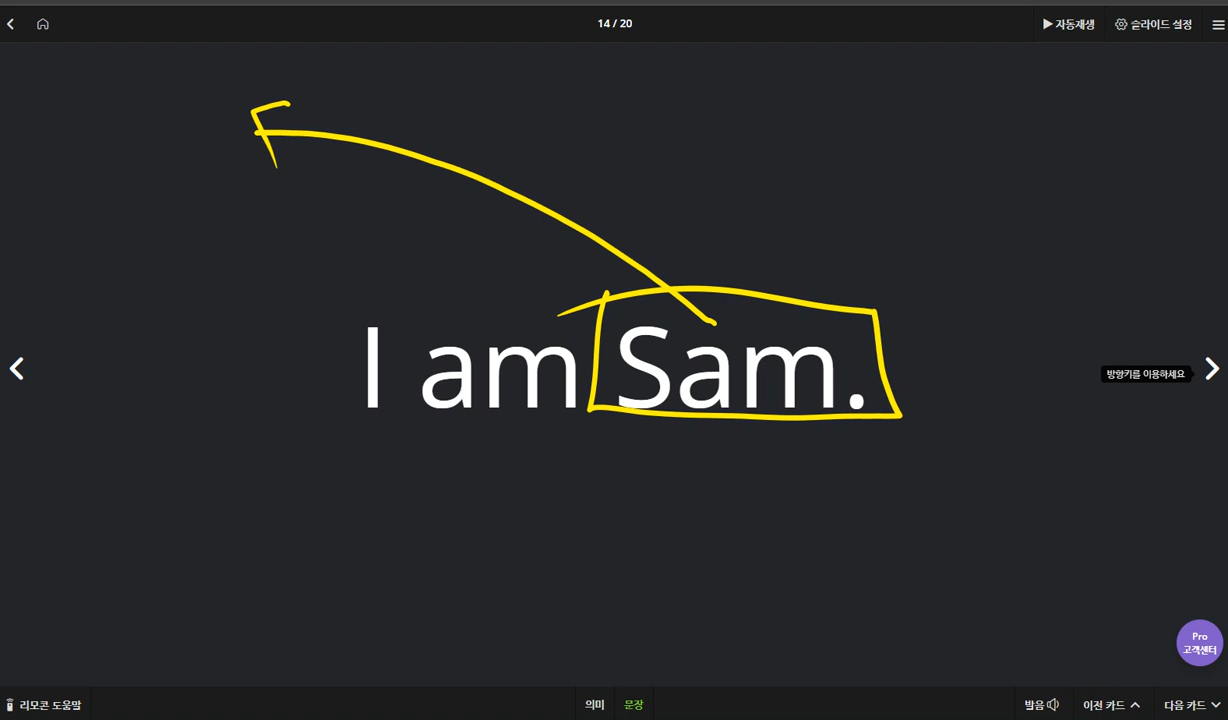 14 / 20
자동재생
슬라이드 설정
I am Sam.
방향키를 이용하세요
Pro
고객센터
리모콘 도움말
의미
문장
발음
이전 카드
다음 카드